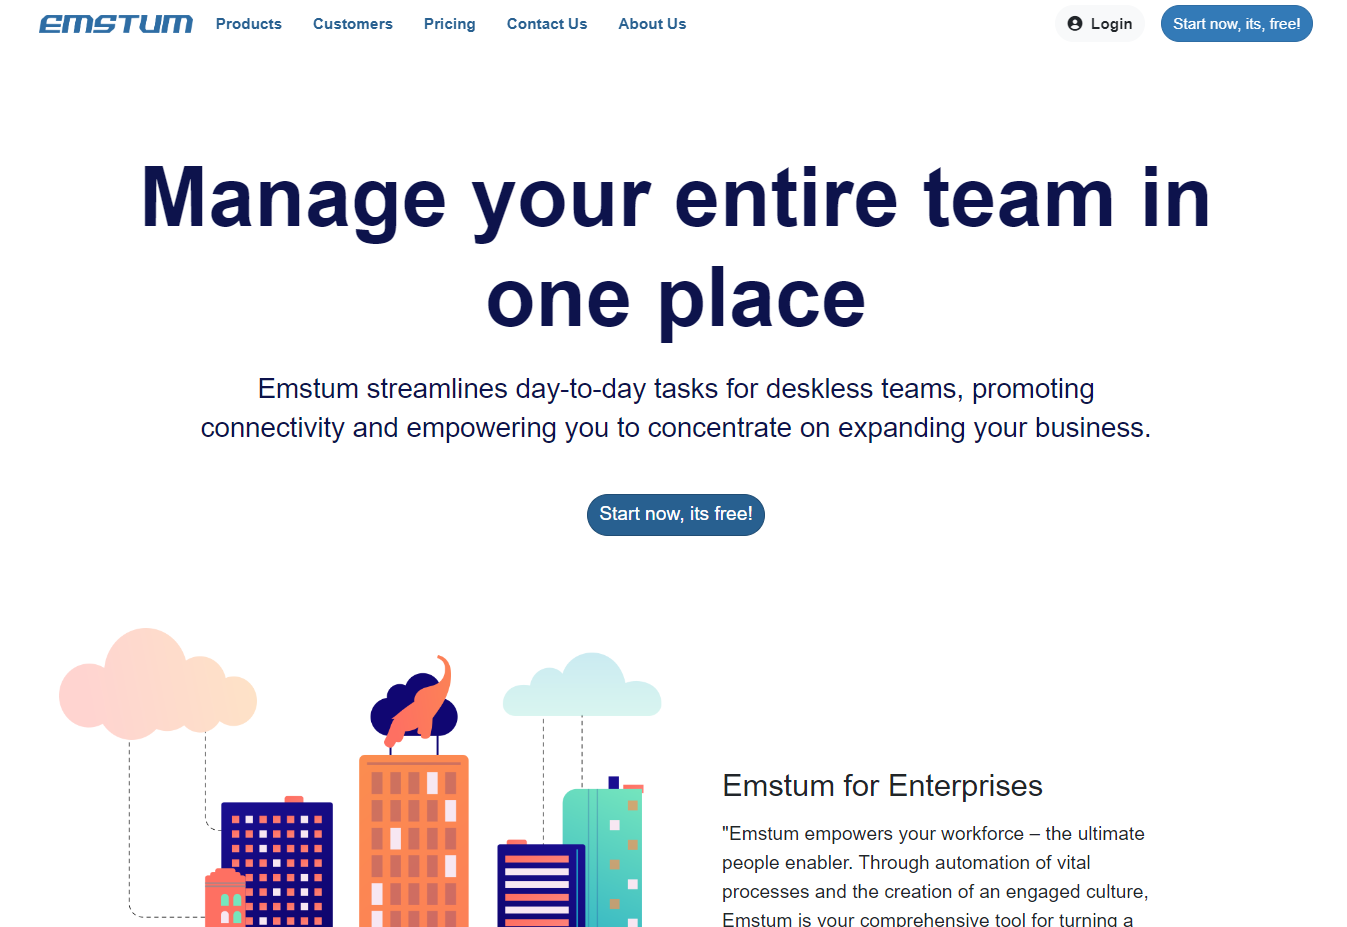 EMSTUM Products Customers Pricing Contact Us About Us Login Start now, its, free!
Manage your entire team in
one place
Emstum streamlines day-to-day tasks for deskless teams, promoting
connectivity and empowering you to concentrate on expanding your business.
Start now, its free!
Emstum for Enterprises
"Emstum empowers your workforce – the ultimate
people enabler. Through automation of vital
processes and the creation of an engaged culture,
Emstum is your comprehensive tool for turning a